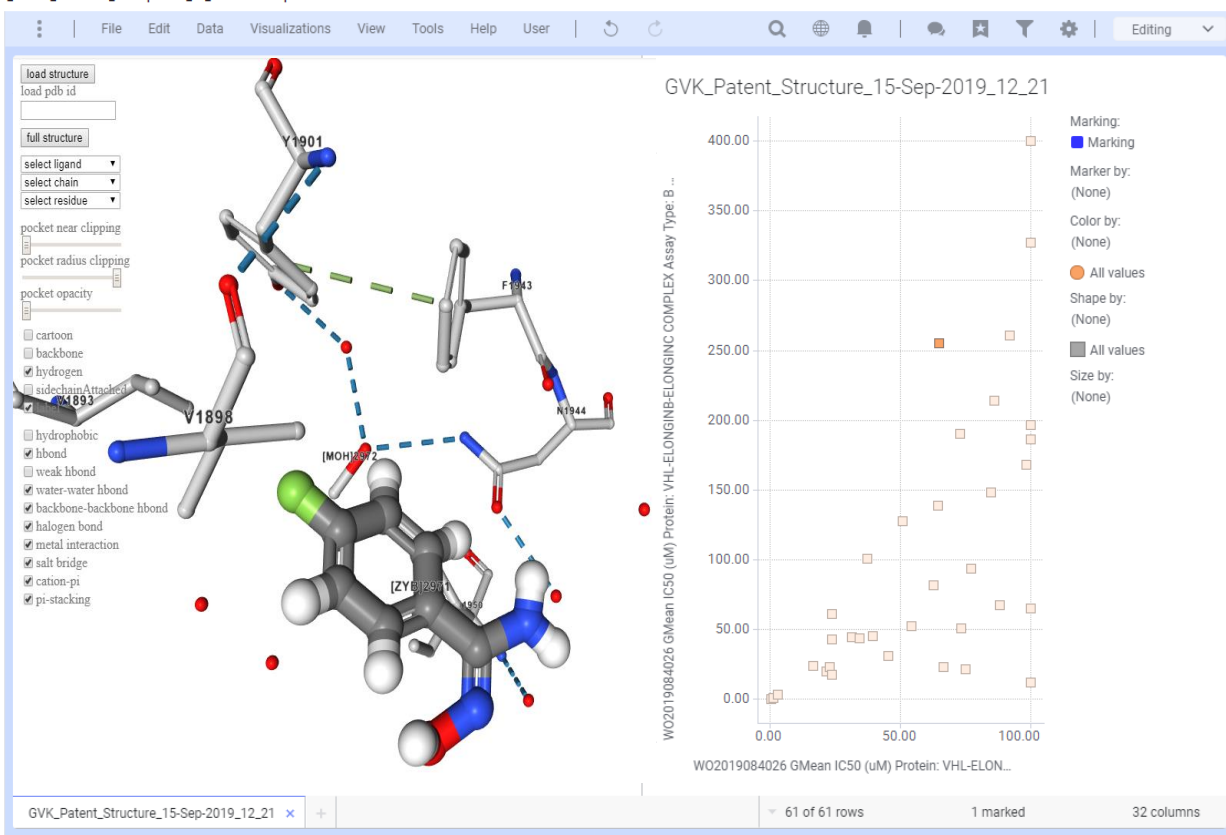 File Edit Data Visualizations View Tools Help User Editing
load structure
load pdb id
full structure
select ligand
select chain
select residue
pocket near clipping
pocket radius clipping
pocket opacity
cartoon
backbone
hydrogen
sidechainAttached
hydrophobic
hbond
weak hbond
water-water hbond
backbone-backbone hbond
halogen bond
metal interaction
salt bridge
cation-pi
pi-stacking
Y1901
F1943
V1898
N1944
[MOH]2972
[ZYB]2971
GVK_Patent_Structure_15-Sep-2019_12_21
WO2019084026 GMean IC50 (uM) Protein: VHL-ELONGINB-ELONGINC COMPLEX Assay Type: B ...
400.00
350.00
300.00
250.00
200.00
150.00
100.00
50.00
0.00
0.00 50.00 100.00
WO2019084026 GMean IC50 (uM) Protein: VHL-ELON...
Marking:
Marking
Marker by:
(None)
Color by:
(None)
All values
Shape by:
(None)
All values
Size by:
(None)
GVK_Patent_Structure_15-Sep-2019_12_21 × +
61 of 61 rows 1 marked 32 columns